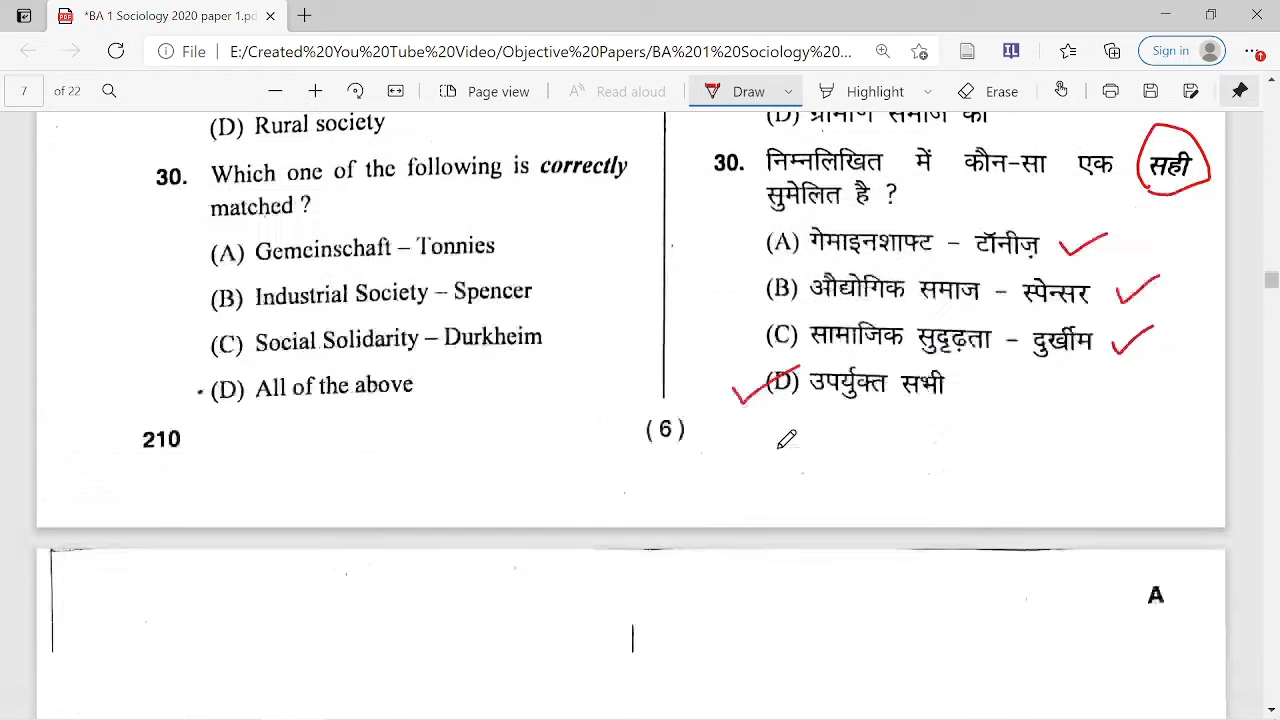 *BA 1 Sociology 2020 paper 1.pd
File
E:/Created%20You%20Tube%20Video/Objective%20Papers/BA%201%20Sociology%20...
Sign in
7 of 22
Page view
Read aloud
Draw
Highlight
Erase
(D) Rural society
30. Which one of the following is correctly
matched ?
(A) Gemeinschaft – Tonnies
(B) Industrial Society – Spencer
(C) Social Solidarity – Durkheim
(D) All of the above
210
(D) ग्रामीण समाज का
30. निम्नलिखित में कौन-सा एक सही
सुमेलित है ?
(A) गेमाइनशाफ्ट – टॉनीज़
(B) औद्योगिक समाज – स्पेन्सर
(C) सामाजिक सुदृढ़ता – दुर्खीम
(D) उपर्युक्त सभी
(6)
A